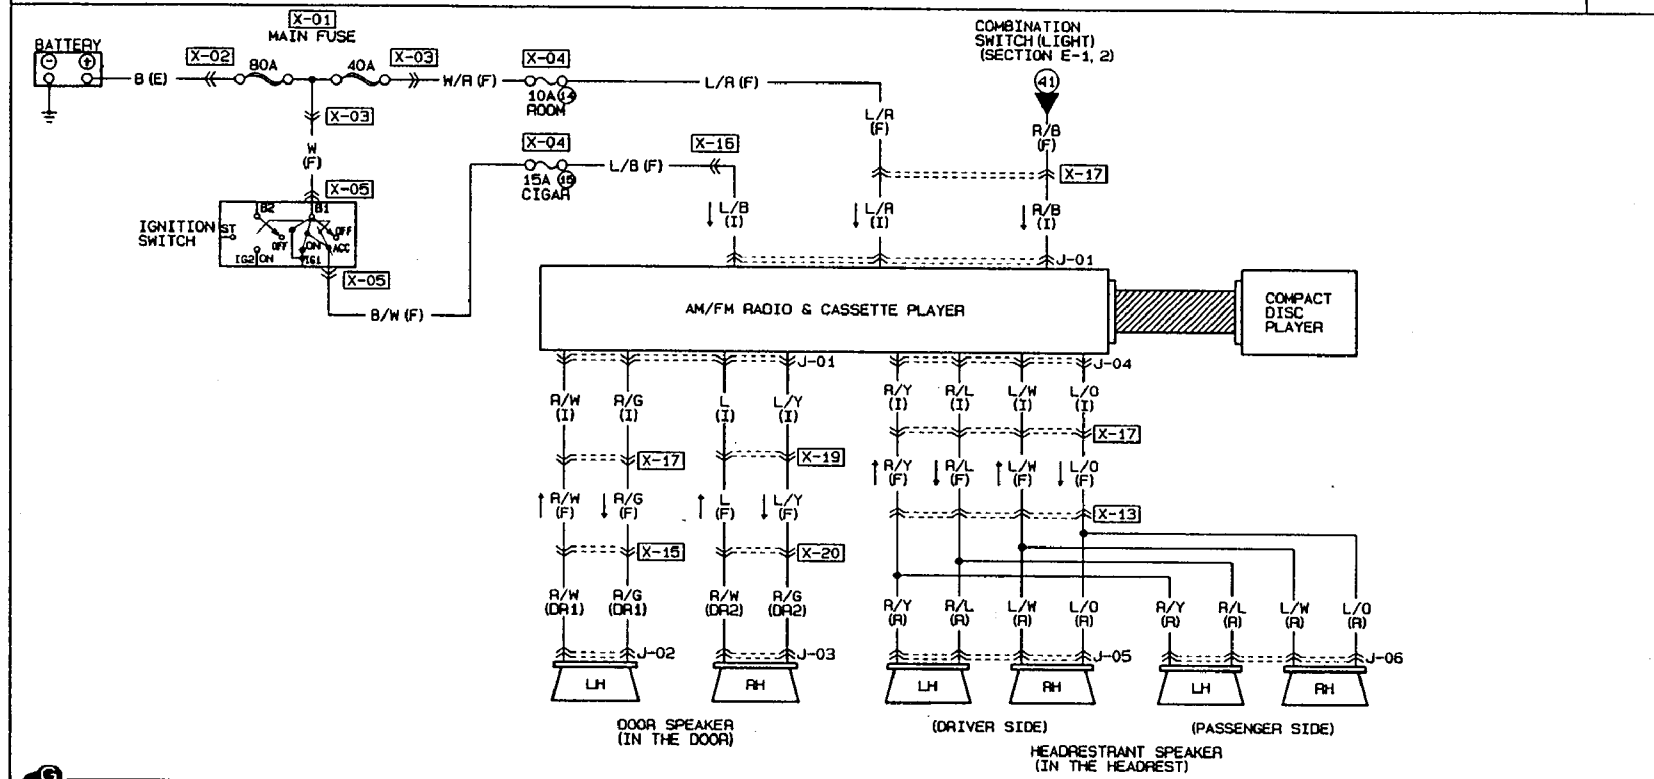 X-01
MAIN FUSE
BATTERY
X-02
80A
40A
X-03
B (E)
W/R (F)
X-04
10A 14
ROOM
L/R (F)
COMBINATION
SWITCH (LIGHT)
(SECTION E-1, 2)
41
X-03
W
(F)
X-04
15A 15
CIGAR
L/B (F)
X-16
L/R
(F)
R/B
(F)
X-17
X-05
IGNITION
SWITCH
B2
B1
ST
OFF
OFF
ON
ACC
IG2
ON
IG1
X-05
B/W (F)
L/B
(I)
L/R
(I)
R/B
(I)
J-01
AM/FM RADIO & CASSETTE PLAYER
COMPACT
DISC
PLAYER
J-01
J-04
R/W
(I)
R/G
(I)
L
(I)
L/Y
(I)
R/Y
(I)
R/L
(I)
L/W
(I)
L/O
(I)
X-17
X-19
X-17
R/W
(F)
R/G
(F)
L
(F)
L/Y
(F)
R/Y
(F)
R/L
(F)
L/W
(F)
L/O
(F)
X-13
X-15
X-20
R/W
(DR1)
R/G
(DR1)
R/W
(DR2)
R/G
(DR2)
R/Y
(R)
R/L
(R)
L/W
(R)
L/O
(R)
R/Y
(R)
R/L
(R)
L/W
(R)
L/O
(R)
J-02
J-03
J-05
J-06
LH
RH
LH
RH
LH
RH
DOOR SPEAKER
(IN THE DOOR)
(DRIVER SIDE)
(PASSENGER SIDE)
HEADRESTRANT SPEAKER
(IN THE HEADREST)
G